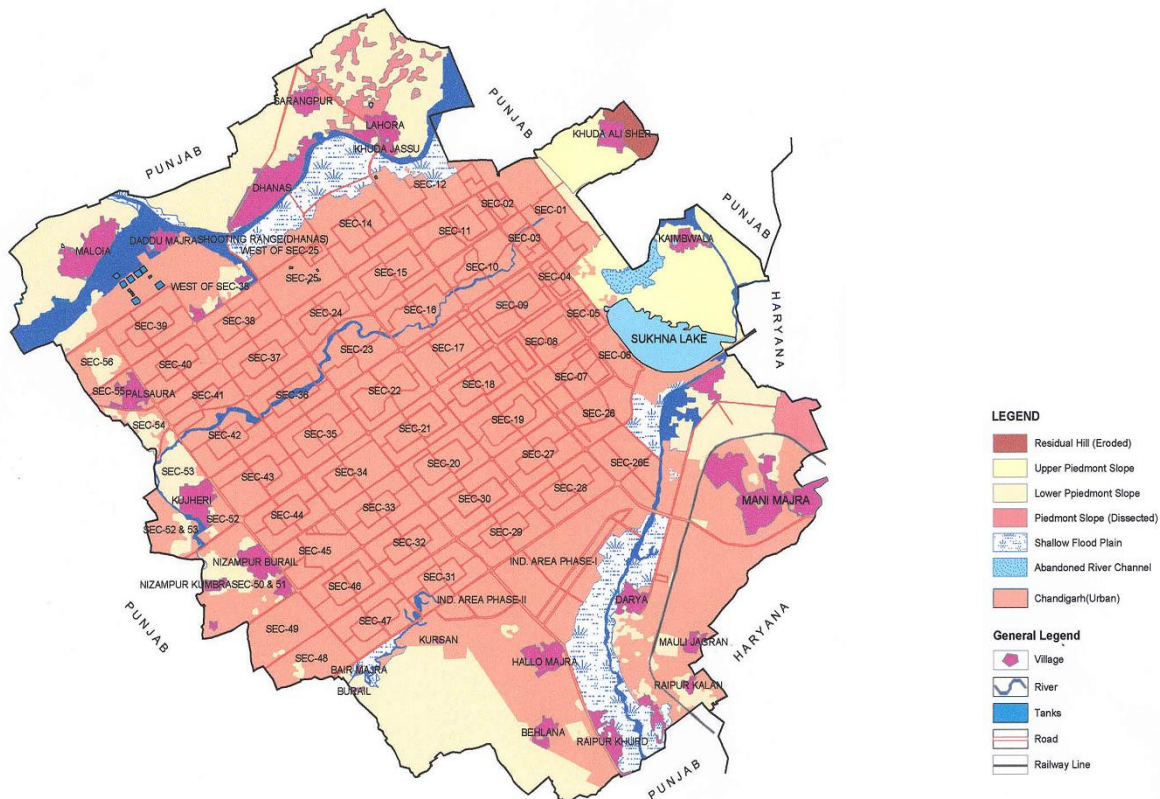 PUNJAB
PUNJAB
SARANGPUR
LAHORA
KHUDA JASSU
KHUDA ALI SHER
DHANAS
SEC-12
SEC-02
SEC-01
PUNJAB
MALOIA
DADDU MAJRA
SHOOTING RANGE(DHANAS)
WEST OF SEC-25
SEC-14
SEC-11
SEC-03
KAIMBWALA
SEC-25
SEC-15
SEC-10
SEC-04
WEST OF SEC-38
HARYANA
SEC-39
SEC-38
SEC-24
SEC-16
SEC-09
SEC-05
SUKHNA LAKE
SEC-56
SEC-40
SEC-37
SEC-23
SEC-17
SEC-08
SEC-06
SEC-55
PALSAURA
SEC-41
SEC-36
SEC-22
SEC-18
SEC-07
SEC-54
SEC-42
SEC-35
SEC-21
SEC-19
SEC-26
SEC-53
SEC-43
SEC-34
SEC-20
SEC-27
SEC-26E
KUJHERI
SEC-52
SEC-44
SEC-33
SEC-30
SEC-28
MANI MAJRA
SEC-52 & 53
SEC-45
SEC-32
SEC-29
NIZAMPUR BURAIL
IND. AREA PHASE-I
NIZAMPUR KUMBRA
SEC-50 & 51
SEC-46
SEC-31
IND. AREA PHASE-II
DARYA
PUNJAB
SEC-49
SEC-47
KURSAN
MAULI JAGRAN
HARYANA
SEC-48
BAIR MAJRA
BURAIL
HALLO MAJRA
RAIPUR KALAN
BEHLANA
RAIPUR KHURD
PUNJAB
LEGEND
Residual Hill (Eroded)
Upper Piedmont Slope
Lower Ppiedmont Slope
Piedmont Slope (Dissected)
Shallow Flood Plain
Abandoned River Channel
Chandigarh(Urban)
General Legend
Village
River
Tanks
Road
Railway Line